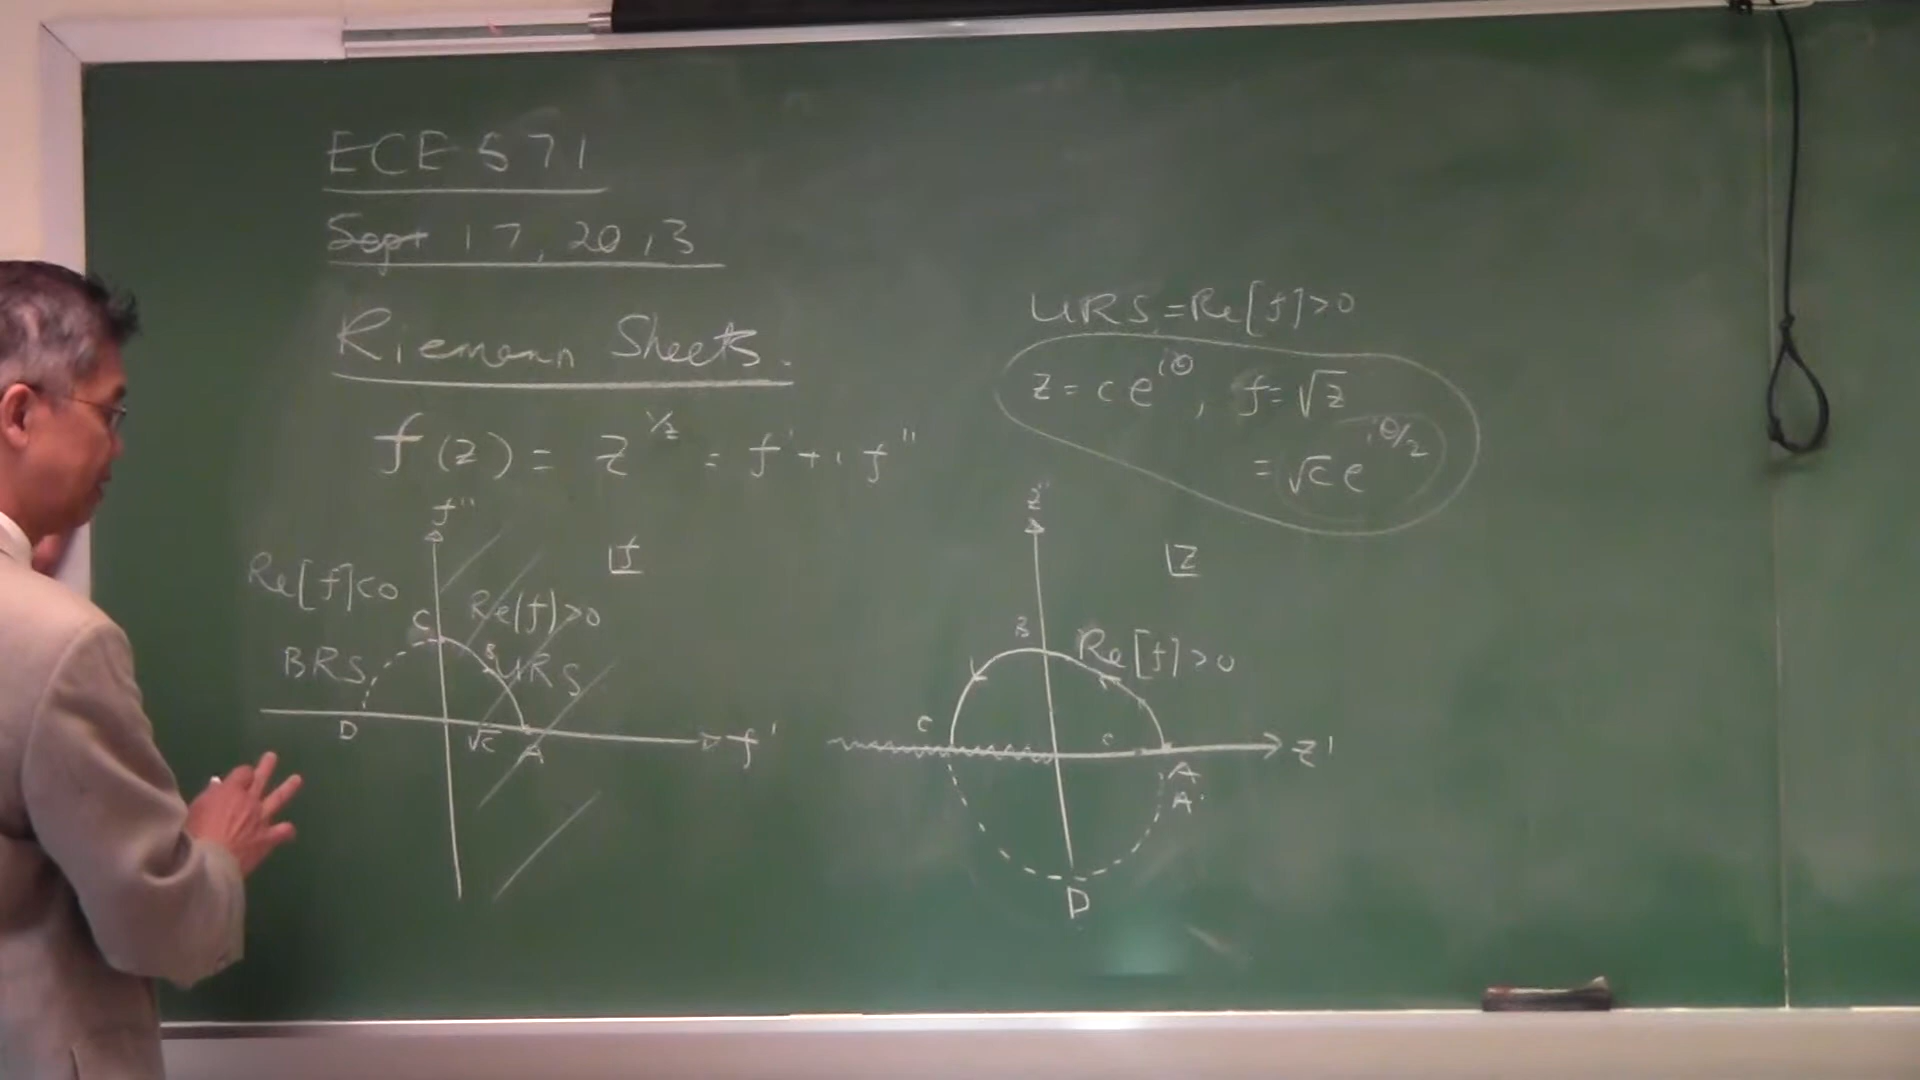 ECE 571
Sept 17, 2013
Riemann Sheets.
f(z) = z^{1/2} = f' + i f''
f''
⌊f
Re[f]<0
Re[f]>0
C
B
BRS
URS
D
√c
A
f'
URS = Re[f]>0
z = c e^{iθ}, f = √z
= √c e^{iθ/2}
z''
⌊z
B
Re[f]>0
C
c
z'
A
A'
D